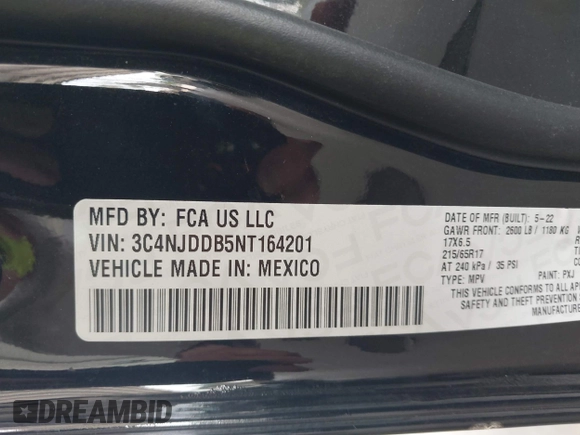 MFD BY: FCA US LLC
VIN: 3C4NJDDB5NT164201
VEHICLE MADE IN: MEXICO
DATE OF MFR (BUILT): 5-22
GAWR FRONT: 2600 LB / 1180 KG
17X6.5
215/65R17
AT 240 kPa / 35 PSI
PAINT: PXJ
TYPE: MPV
THIS VEHICLE CONFORMS TO ALL AP
SAFETY AND THEFT PREVENTION
MANUFACTURE
DREAMBID